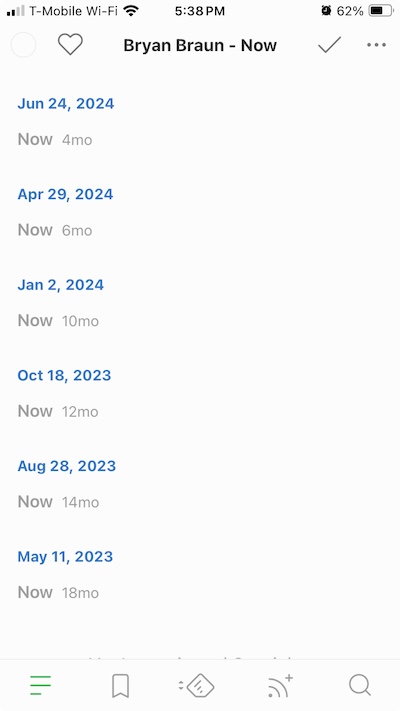 T-Mobile Wi-Fi 5:38 PM 62%
Bryan Braun - Now
Jun 24, 2024
Now 4mo
Apr 29, 2024
Now 6mo
Jan 2, 2024
Now 10mo
Oct 18, 2023
Now 12mo
Aug 28, 2023
Now 14mo
May 11, 2023
Now 18mo